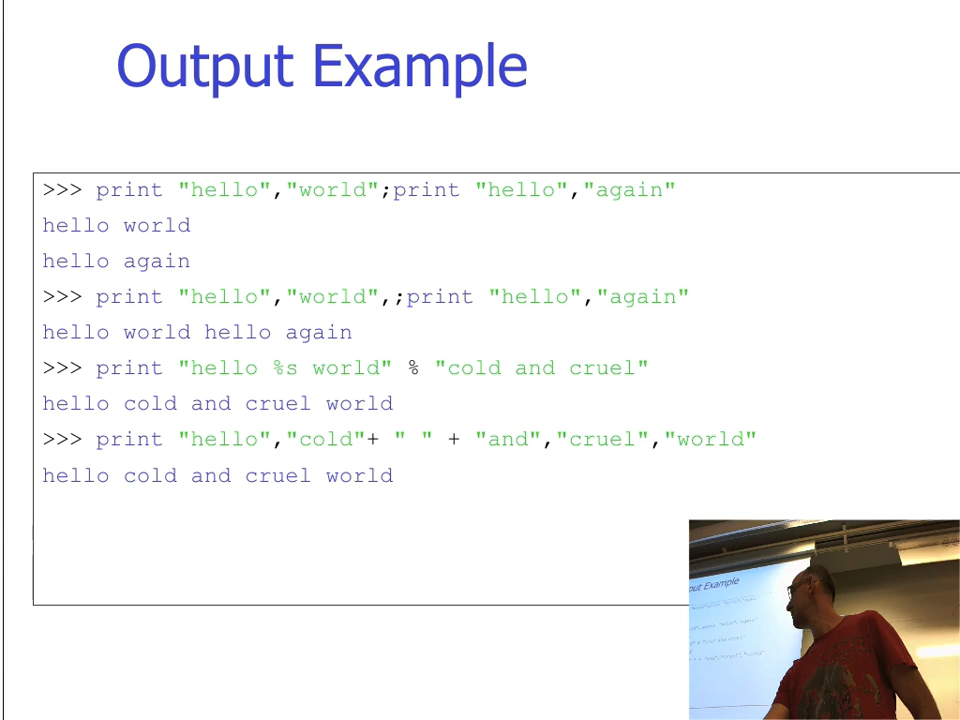 Output Example
>>> print "hello","world";print "hello","again"
hello world
hello again
>>> print "hello","world",;print "hello","again"
hello world hello again
>>> print "hello %s world" % "cold and cruel"
hello cold and cruel world
>>> print "hello","cold"+ " " + "and","cruel","world"
hello cold and cruel world
put Example